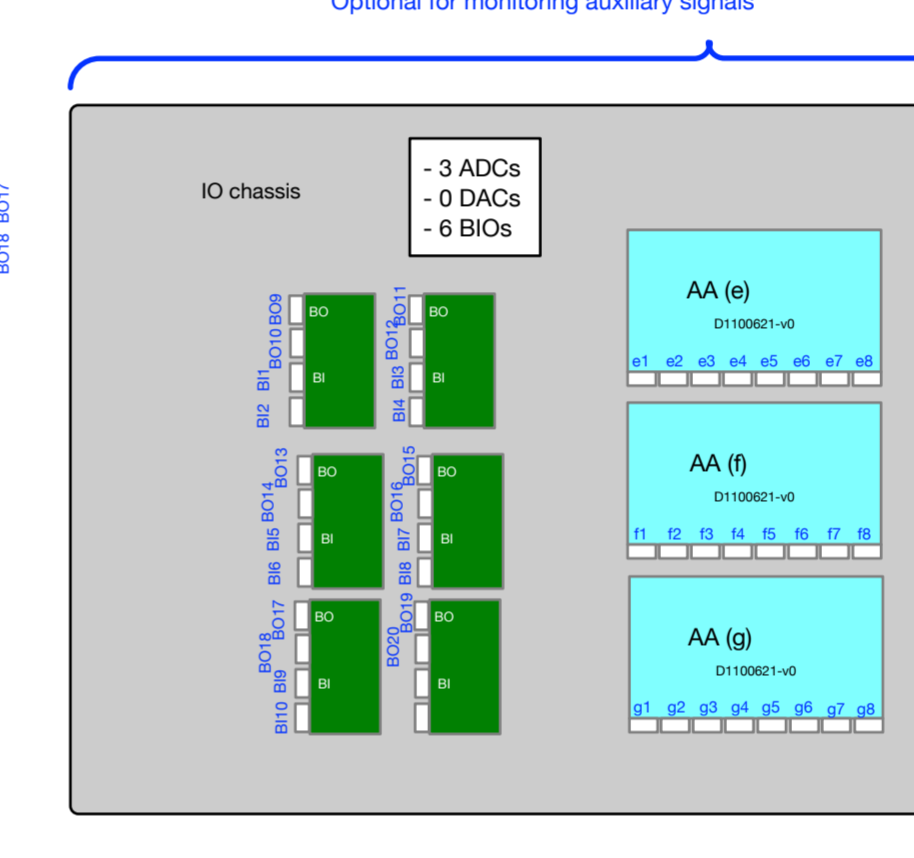 Optional for monitoring auxiliary signals
BO18 BO17
IO chassis
- 3 ADCs
- 0 DACs
- 6 BIOs
BO9
BO10
BI1
BI2
BO
BI
BO11
BO12
BI3
BI4
BO
BI
BO13
BO14
BI5
BI6
BO
BI
BO15
BO16
BI7
BI8
BO
BI
BO17
BO18
BI9
BI10
BO
BI
BO19
BO20
BO
BI
AA (e)
D1100621-v0
e1 e2 e3 e4 e5 e6 e7 e8
AA (f)
D1100621-v0
f1 f2 f3 f4 f5 f6 f7 f8
AA (g)
D1100621-v0
g1 g2 g3 g4 g5 g6 g7 g8